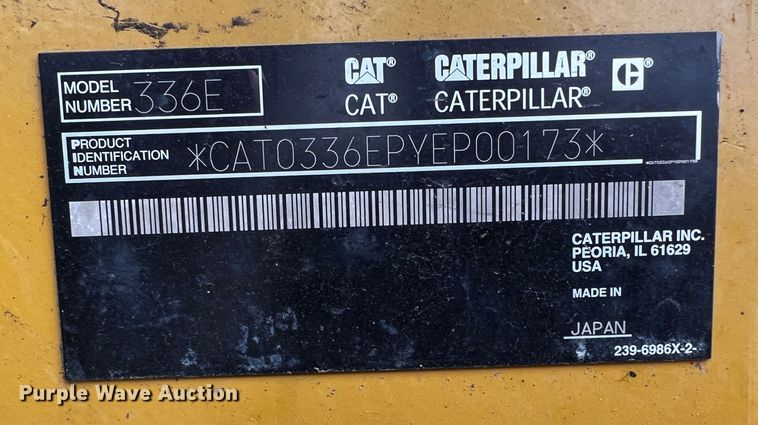 MODEL NUMBER 336E
CAT® CATERPILLAR® C®
CAT® CATERPILLAR®
PRODUCT IDENTIFICATION NUMBER *CAT0336EPYEP00173*
*CAT0336EPYEP00173*
CATERPILLAR INC.
PEORIA, IL 61629
USA
MADE IN
JAPAN
239-6986X-2-
Purple Wave Auction